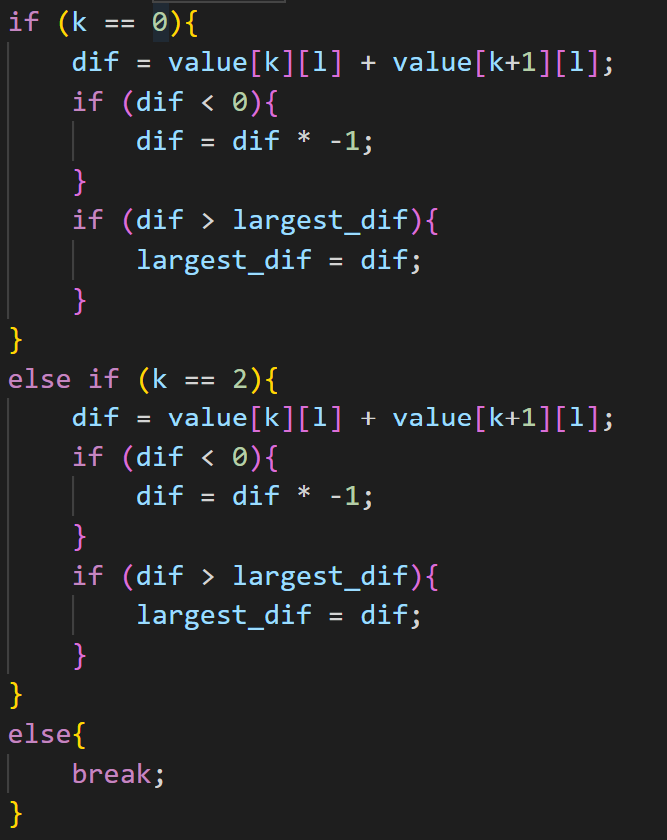 if (k == 0){
    dif = value[k][l] + value[k+1][l];
    if (dif < 0){
        dif = dif * -1;
    }
    if (dif > largest_dif){
        largest_dif = dif;
    }
}
else if (k == 2){
    dif = value[k][l] + value[k+1][l];
    if (dif < 0){
        dif = dif * -1;
    }
    if (dif > largest_dif){
        largest_dif = dif;
    }
}
else{
    break;
}